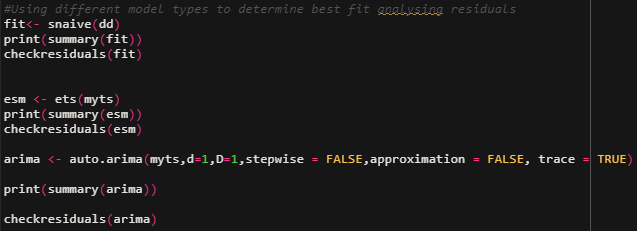 #Using different model types to determine best fit analysing residuals
fit<- snaive(dd)
print(summary(fit))
checkresiduals(fit)
esm <- ets(myts)
print(summary(esm))
checkresiduals(esm)
arima <- auto.arima(myts,d=1,D=1,stepwise = FALSE,approximation = FALSE, trace = TRUE)
print(summary(arima))
checkresiduals(arima)